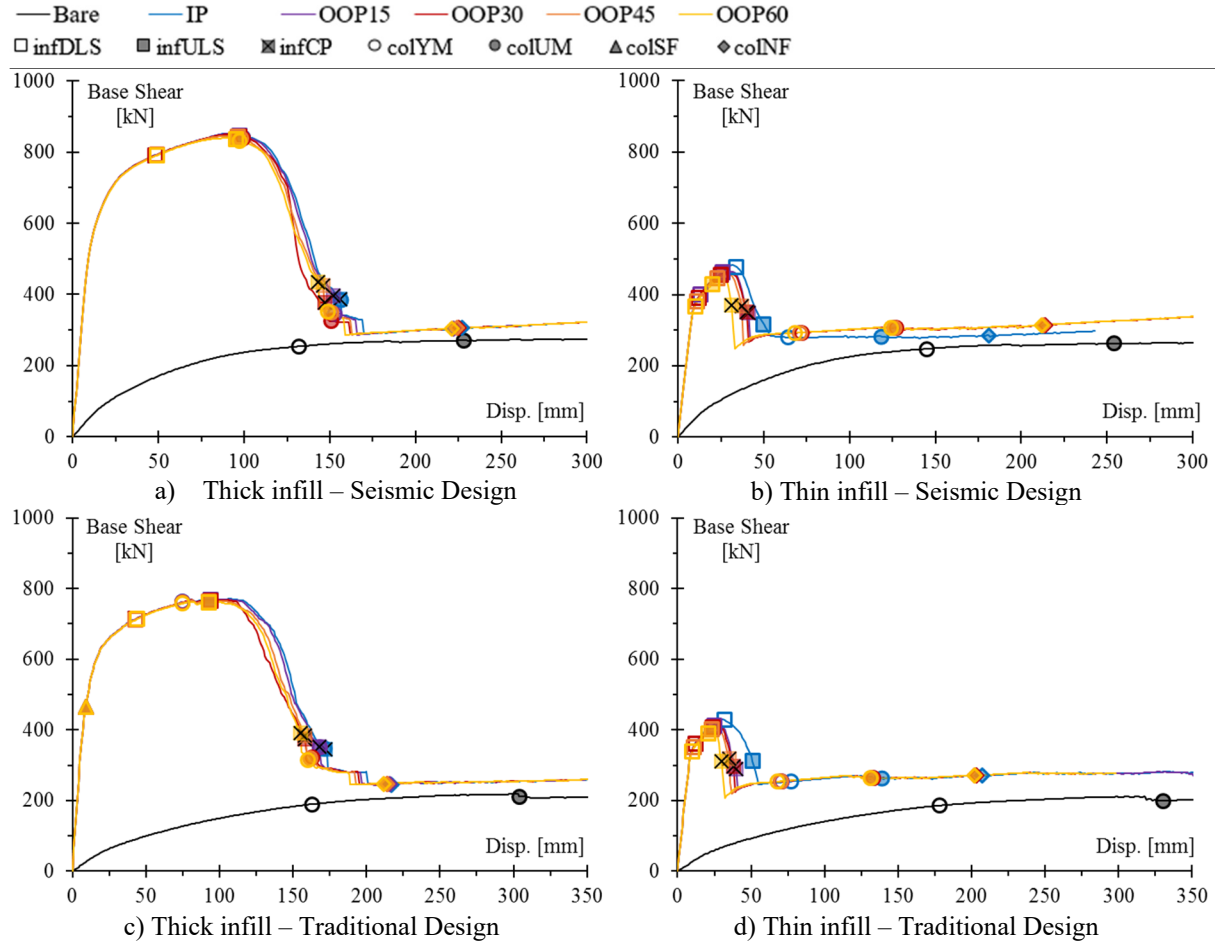 Bare IP OOP15 OOP30 OOP45 OOP60
infDLS infULS infCP colYM colUM colSF colNF
1000
Base Shear
[kN]
800
600
400
200
0
Disp. [mm]
0 50 100 150 200 250 300
a) Thick infill – Seismic Design
1000
Base Shear
[kN]
800
600
400
200
0
Disp. [mm]
0 50 100 150 200 250 300
b) Thin infill – Seismic Design
1000
Base Shear
[kN]
800
600
400
200
0
Disp. [mm]
0 50 100 150 200 250 300 350
c) Thick infill – Traditional Design
1000
Base Shear
[kN]
800
600
400
200
0
Disp. [mm]
0 50 100 150 200 250 300 350
d) Thin infill – Traditional Design